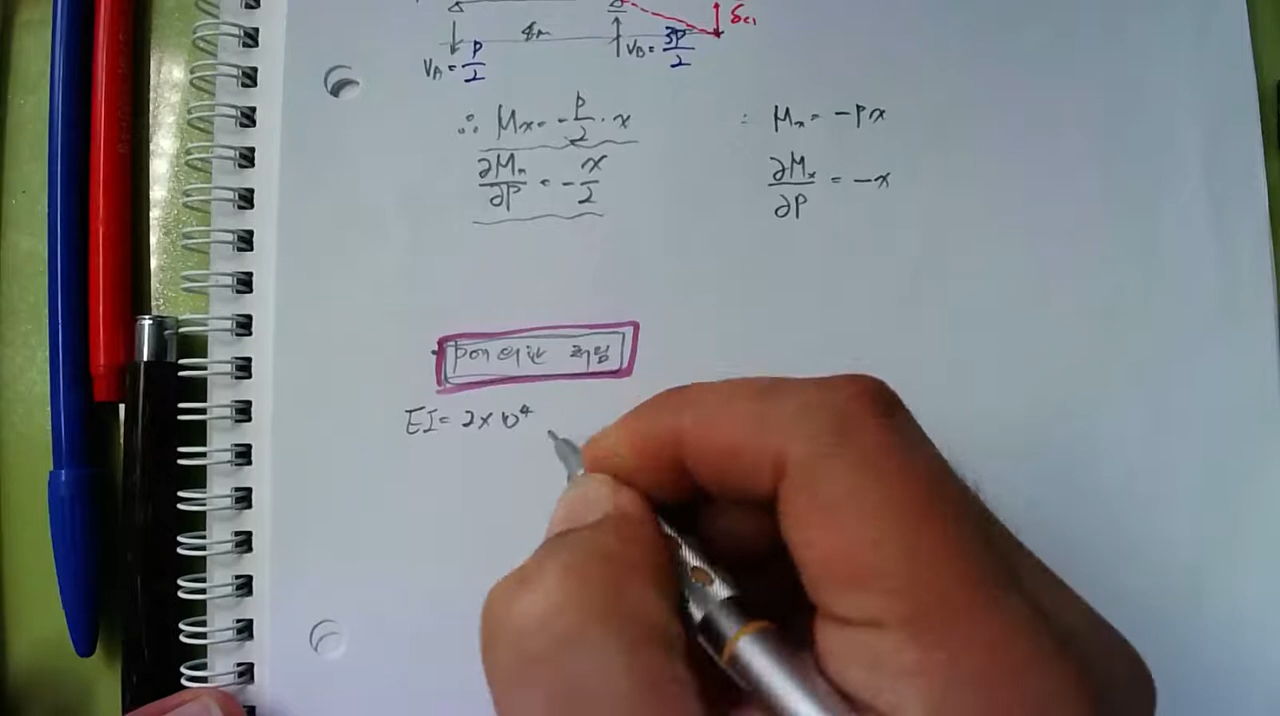 δc1
8m
VA = P/2
VB = 3P/2
∴ Mx = -P/2 · x
: Mx = -Px
∂Mx/∂P = -x/2
∂Mx/∂P = -x
P에 의한 처짐
EI = 2×10⁴